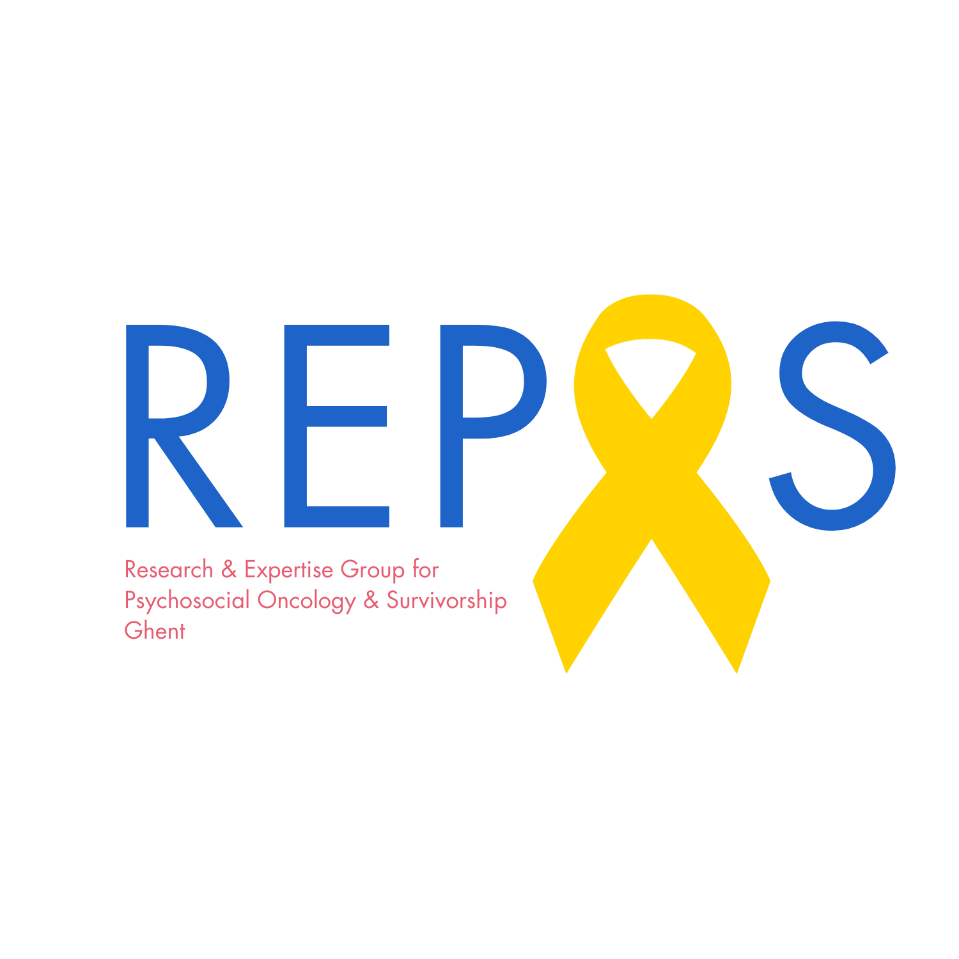 REPOS
Research & Expertise Group for
Psychosocial Oncology & Survivorship
Ghent